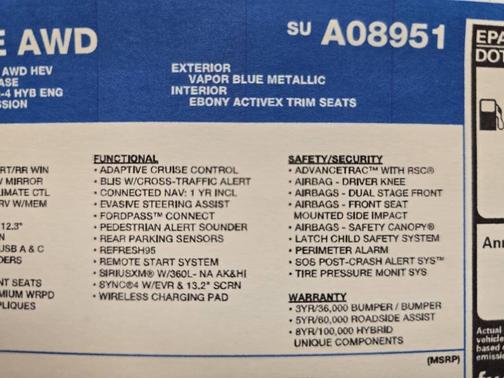 E AWD
SU A08951
EPA
DOT
AWD HEV
ASE
-4 HYB ENG
SSION
EXTERIOR
VAPOR BLUE METALLIC
INTERIOR
EBONY ACTIVEX TRIM SEATS
RT/RR WIN
MIRROR
LIMATE CTL
RV W/MEM
12.3"
N
USB A & C
DERS
NT SEATS
MIUM WRPD
PLIQUES
FUNCTIONAL
• ADAPTIVE CRUISE CONTROL
• BLIS W/CROSS-TRAFFIC ALERT
• CONNECTED NAV: 1 YR INCL
• EVASIVE STEERING ASSIST
• FORDPASS™ CONNECT
• PEDESTRIAN ALERT SOUNDER
• REAR PARKING SENSORS
• REFRESH95
• REMOTE START SYSTEM
• SIRIUSXM® W/360L- NA AK&HI
• SYNC®4 W/EVR & 13.2" SCRN
• WIRELESS CHARGING PAD
SAFETY/SECURITY
• ADVANCETRAC™ WITH RSC®
• AIRBAG - DRIVER KNEE
• AIRBAGS - DUAL STAGE FRONT
• AIRBAGS - FRONT SEAT
MOUNTED SIDE IMPACT
• AIRBAGS - SAFETY CANOPY®
• LATCH CHILD SAFETY SYSTEM
• PERIMETER ALARM
• SOS POST-CRASH ALERT SYS™
• TIRE PRESSURE MONIT SYS
WARRANTY
• 3YR/36,000 BUMPER / BUMPER
• 5YR/60,000 ROADSIDE ASSIST
• 8YR/100,000 HYBRID
UNIQUE COMPONENTS
(MSRP)
Ann
Actual
vehicle
based o
emissio